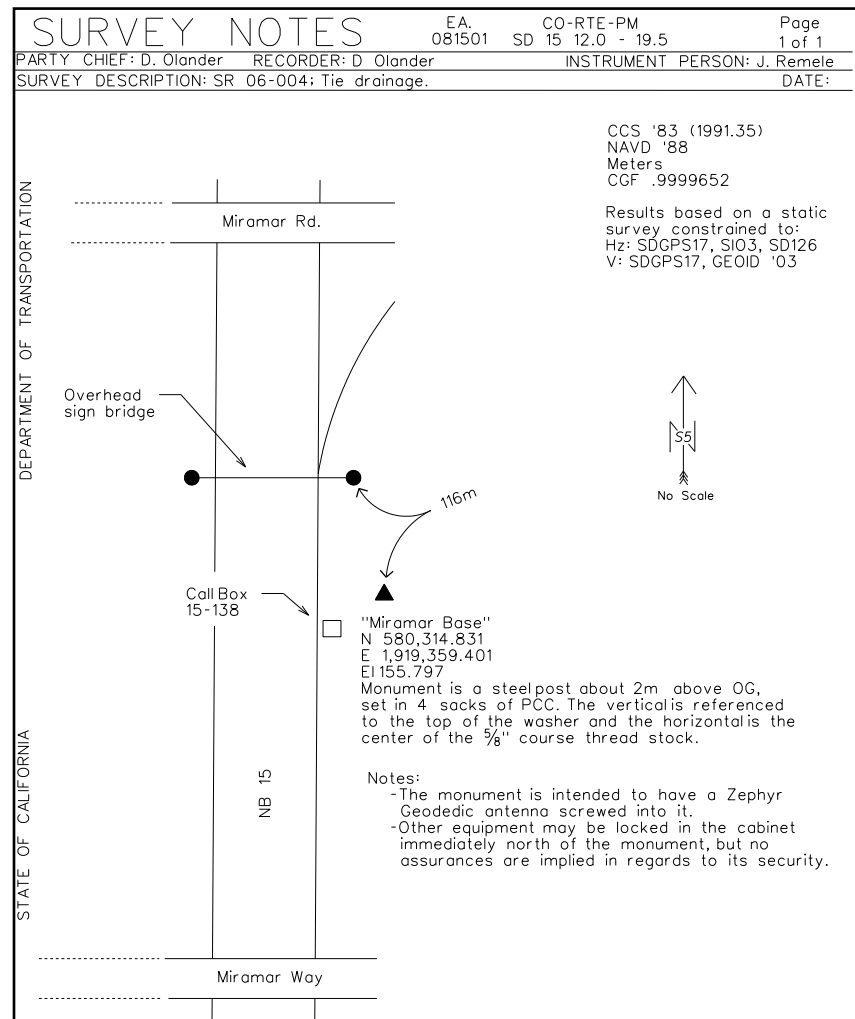 SURVEY NOTES
EA.
081501
CO-RTE-PM
SD 15 12.0 - 19.5
Page
1 of 1
PARTY CHIEF: D. Olander RECORDER: D Olander INSTRUMENT PERSON: J. Remele
SURVEY DESCRIPTION: SR 06-004; Tie drainage. DATE:
CCS '83 (1991.35)
NAVD '88
Meters
CGF .9999652
Results based on a static
survey constrained to:
Hz: SDGPS17, SIO3, SD126
V: SDGPS17, GEOID '03
DEPARTMENT OF TRANSPORTATION
Miramar Rd.
Overhead
sign bridge
S5
No Scale
116m
Call Box
15-138
"Miramar Base"
N 580,314.831
E 1,919,359.401
El 155.797
Monument is a steel post about 2m above OG,
set in 4 sacks of PCC. The vertical is referenced
to the top of the washer and the horizontal is the
center of the 5/8" course thread stock.
STATE OF CALIFORNIA
NB 15
Notes:
-The monument is intended to have a Zephyr
Geodedic antenna screwed into it.
-Other equipment may be locked in the cabinet
immediately north of the monument, but no
assurances are implied in regards to its security.
Miramar Way